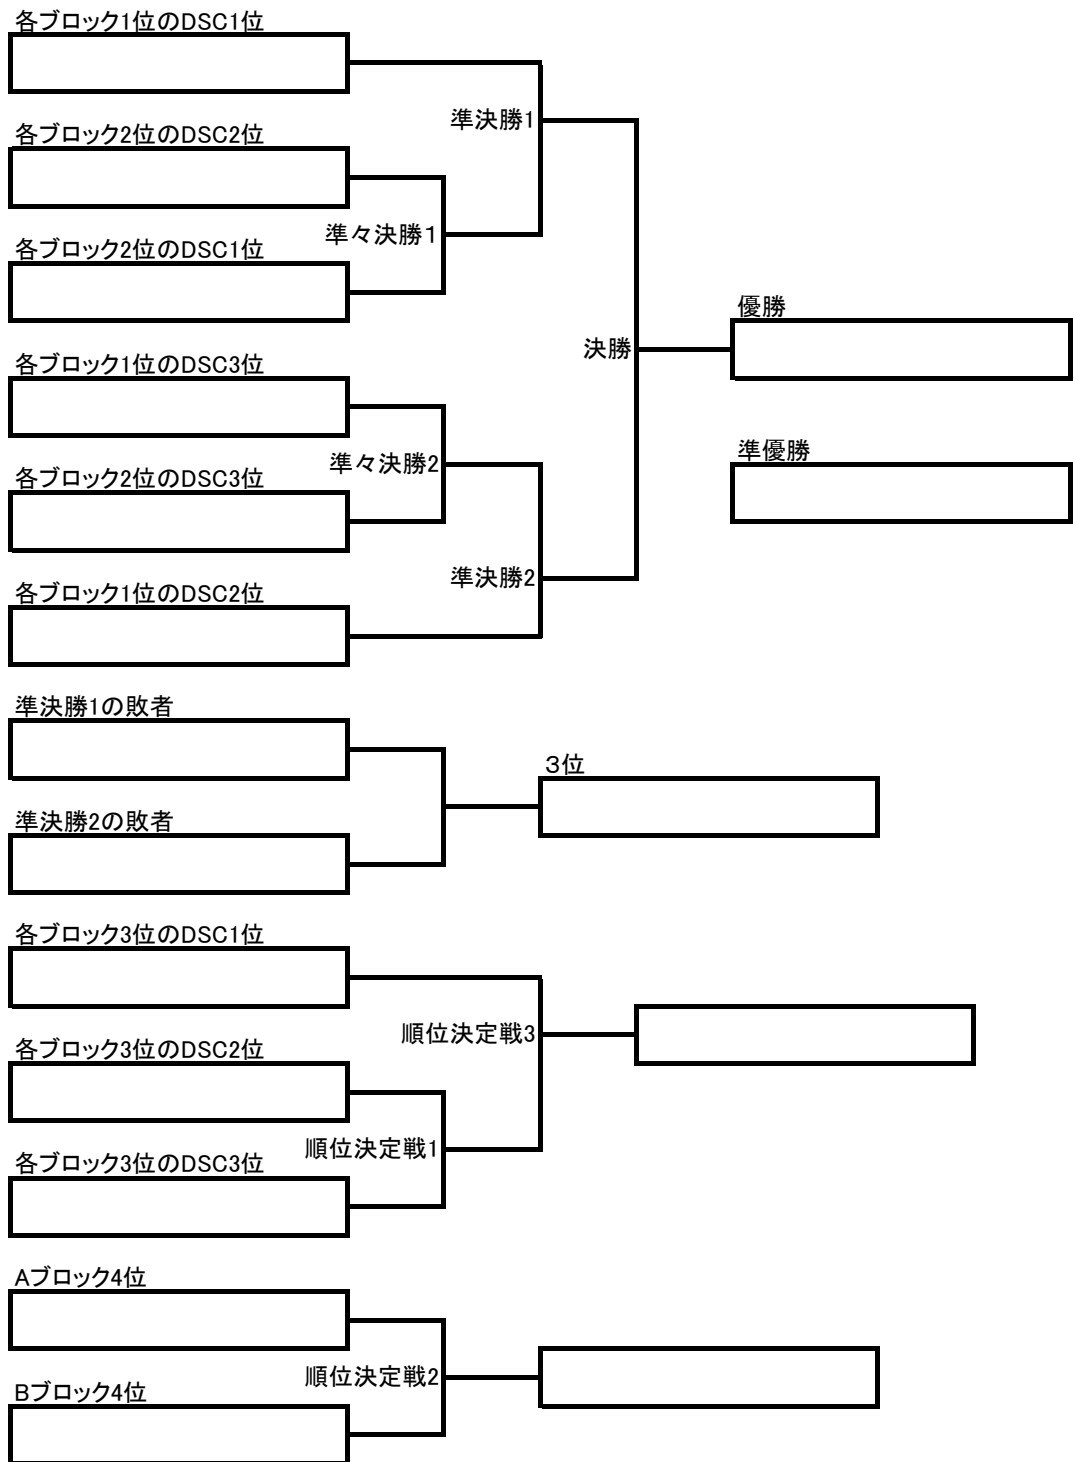 各ブロック1位のDSC1位
準決勝1
各ブロック2位のDSC2位
準々決勝１
各ブロック2位のDSC1位
優勝
決勝
各ブロック1位のDSC3位
準優勝
準々決勝2
各ブロック2位のDSC3位
準決勝2
各ブロック1位のDSC2位
準決勝1の敗者
３位
準決勝2の敗者
各ブロック3位のDSC1位
順位決定戦3
各ブロック3位のDSC2位
順位決定戦1
各ブロック3位のDSC3位
Aブロック4位
順位決定戦2
Bブロック4位